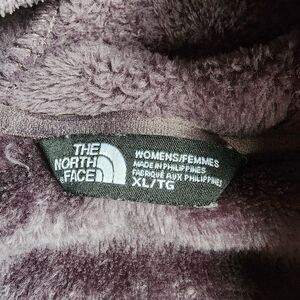 THE
NORTH
FACE
WOMENS/FEMMES
MADE IN PHILIPPINES
FABRIQUÉ AUX PHILIPPINES
XL/TG